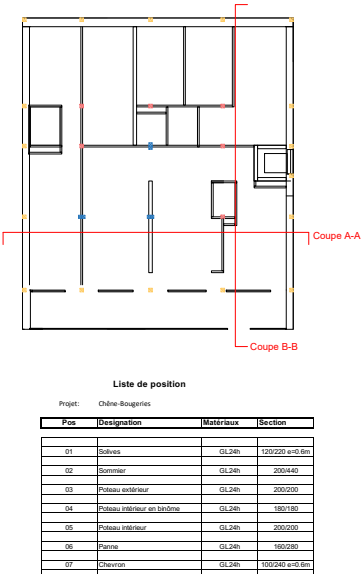 Coupe A-A
Coupe B-B
Liste de position
Projet: Chêne-Bougeries
Pos Designation Matériaux Section
01 Solives GL24h 120/220 e=0.6m
02 Sommier GL24h 200/440
03 Poteau extérieur GL24h 200/200
04 Poteau intérieur en binôme GL24h 180/180
05 Poteau intérieur GL24h 200/200
06 Panne GL24h 160/280
07 Chevron GL24h 100/240 e=0.6m